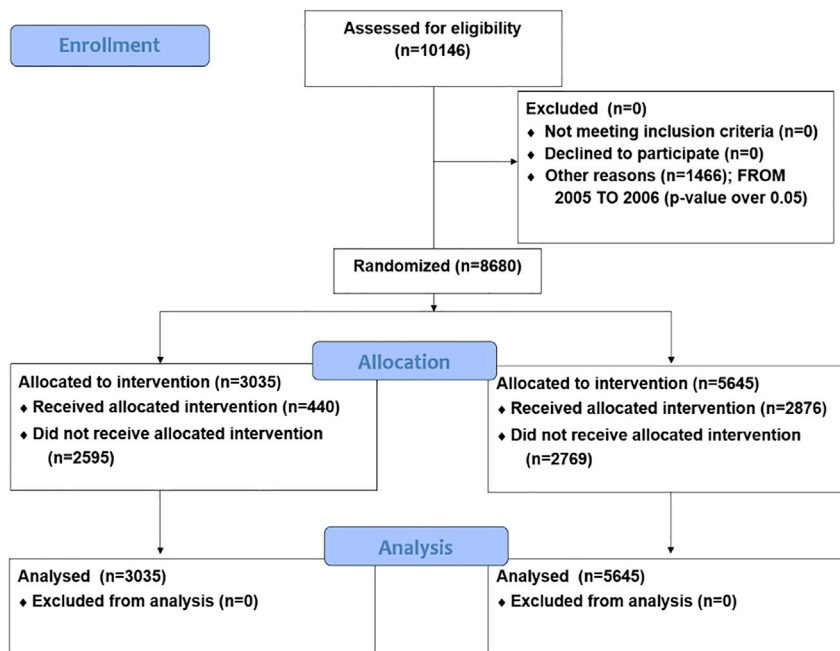 Enrollment
Assessed for eligibility
(n=10146)
Excluded (n=0)
♦ Not meeting inclusion criteria (n=0)
♦ Declined to participate (n=0)
♦ Other reasons (n=1466); FROM
2005 TO 2006 (p-value over 0.05)
Randomized (n=8680)
Allocation
Allocated to intervention (n=3035)
♦ Received allocated intervention (n=440)
♦ Did not receive allocated intervention
(n=2595)
Allocated to intervention (n=5645)
♦ Received allocated intervention (n=2876)
♦ Did not receive allocated intervention
(n=2769)
Analysis
Analysed (n=3035)
♦ Excluded from analysis (n=0)
Analysed (n=5645)
♦ Excluded from analysis (n=0)